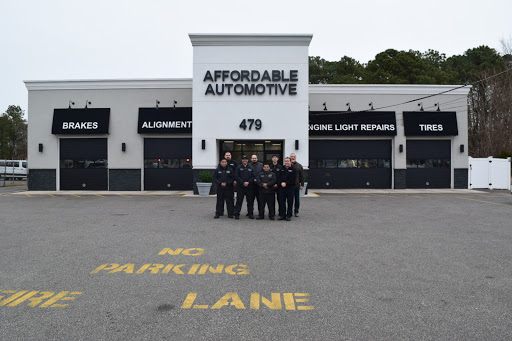 AFFORDABLE
AUTOMOTIVE
479
BRAKES
ALIGNMENT
ENGINE LIGHT REPAIRS
TIRES
NO
PARKING
FIRE
LANE